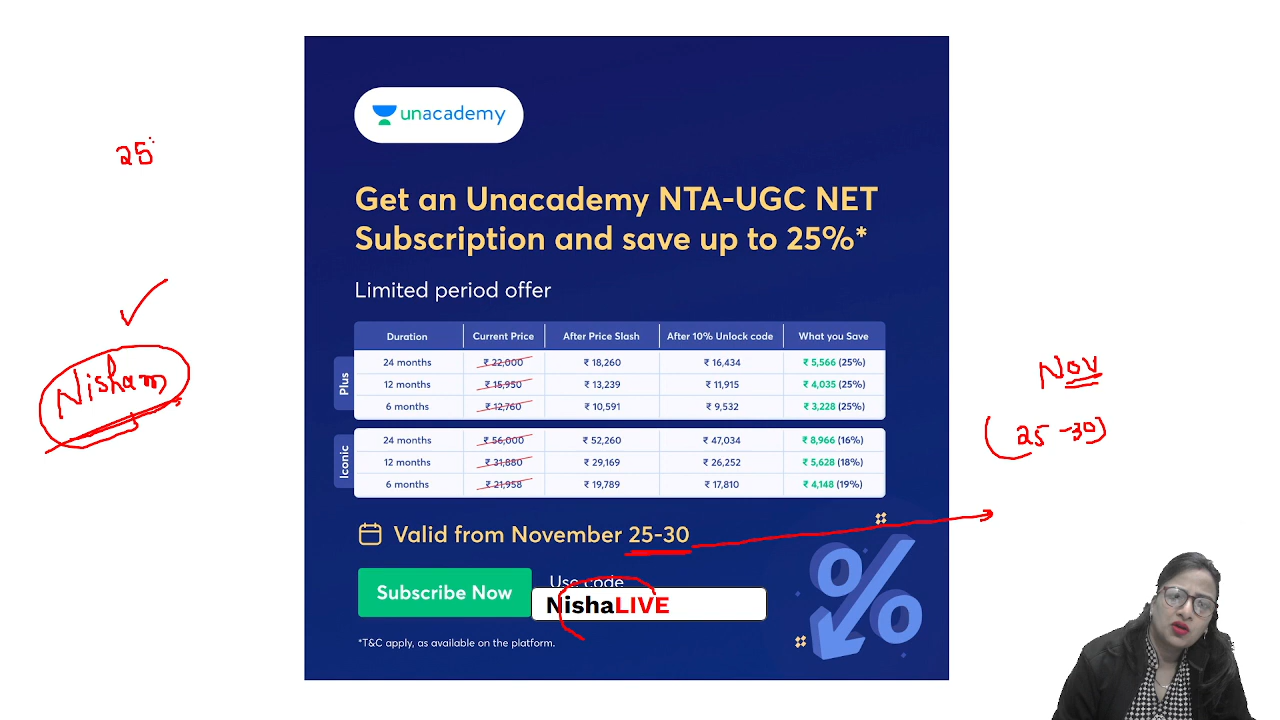 unacademy
25
Get an Unacademy NTA-UGC NET
Subscription and save up to 25%*
Limited period offer
Duration Current Price After Price Slash After 10% Unlock code What you Save
Plus
24 months ₹ 22,000 ₹ 18,260 ₹ 16,434 ₹ 5,566 (25%)
12 months ₹ 15,950 ₹ 13,239 ₹ 11,915 ₹ 4,035 (25%)
6 months ₹ 12,760 ₹ 10,591 ₹ 9,532 ₹ 3,228 (25%)
Iconic
24 months ₹ 56,000 ₹ 52,260 ₹ 47,034 ₹ 8,966 (16%)
12 months ₹ 31,880 ₹ 29,169 ₹ 26,252 ₹ 5,628 (18%)
6 months ₹ 21,958 ₹ 19,789 ₹ 17,810 ₹ 4,148 (19%)
Nisham
Nov
(25-30)
Valid from November 25-30
Subscribe Now
Use code
NishaLIVE
*T&C apply, as available on the platform.
%